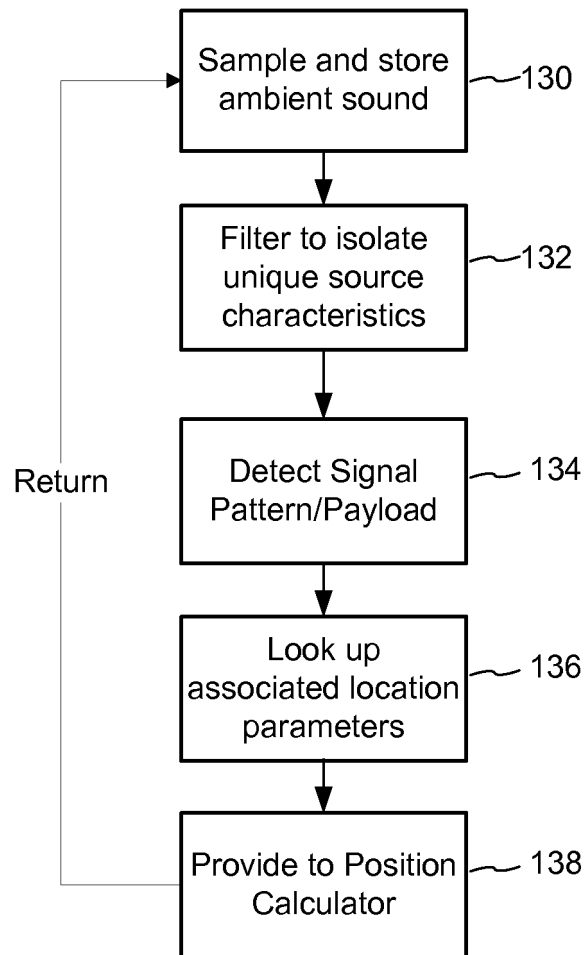 Sample and store
ambient sound
130
Filter to isolate
unique source
characteristics
132
Detect Signal
Pattern/Payload
134
Return
Look up
associated location
parameters
136
Provide to Position
Calculator
138